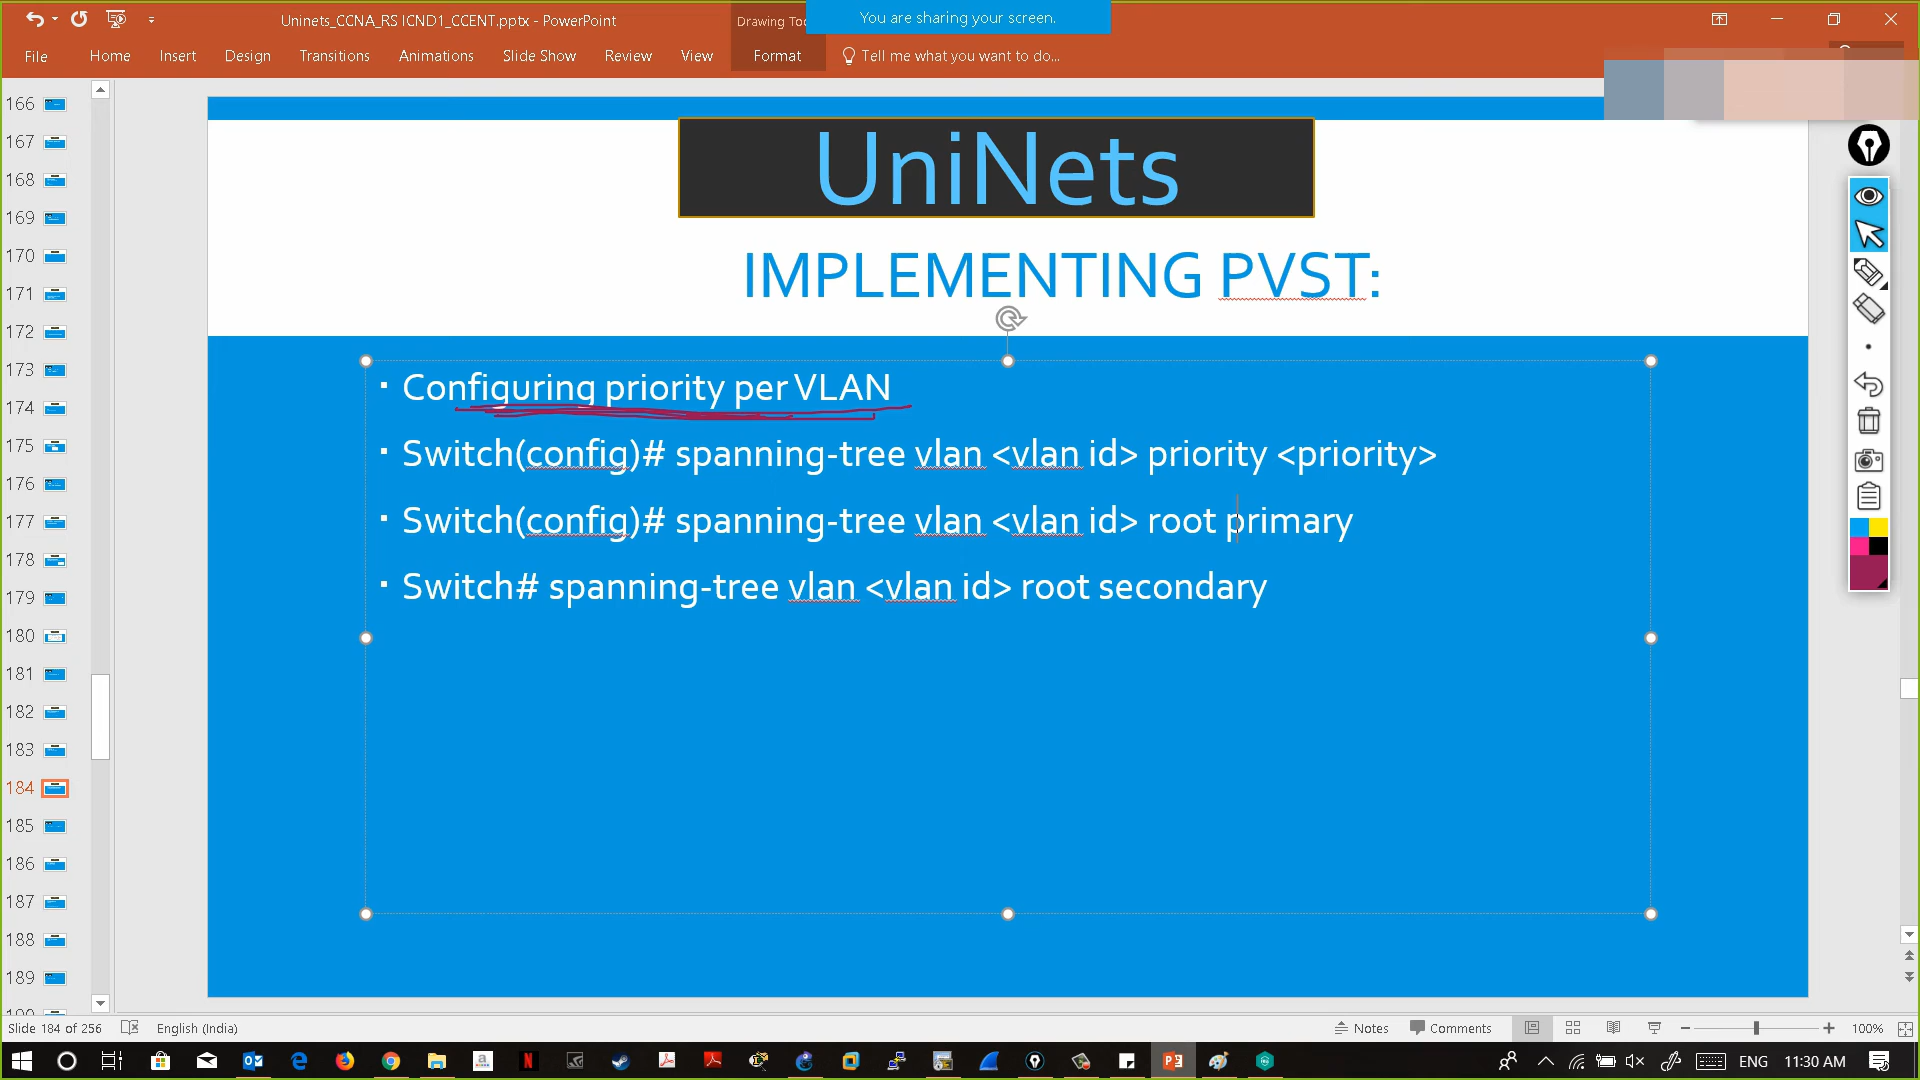 Uninets_CCNA_RS ICND1_CCENT.pptx - PowerPoint
Drawing Too
You are sharing your screen.
File Home Insert Design Transitions Animations Slide Show Review View Format Tell me what you want to do...
166
167
168
169
170
171
172
173
174
175
176
177
178
179
180
181
182
183
184
185
186
187
188
189
190
UniNets
IMPLEMENTING PVST:
▪ Configuring priority per VLAN
▪ Switch(config)# spanning-tree vlan <vlan id> priority <priority>
▪ Switch(config)# spanning-tree vlan <vlan id> root primary
▪ Switch# spanning-tree vlan <vlan id> root secondary
Slide 184 of 256 English (India) Notes Comments 100%
ENG 11:30 AM